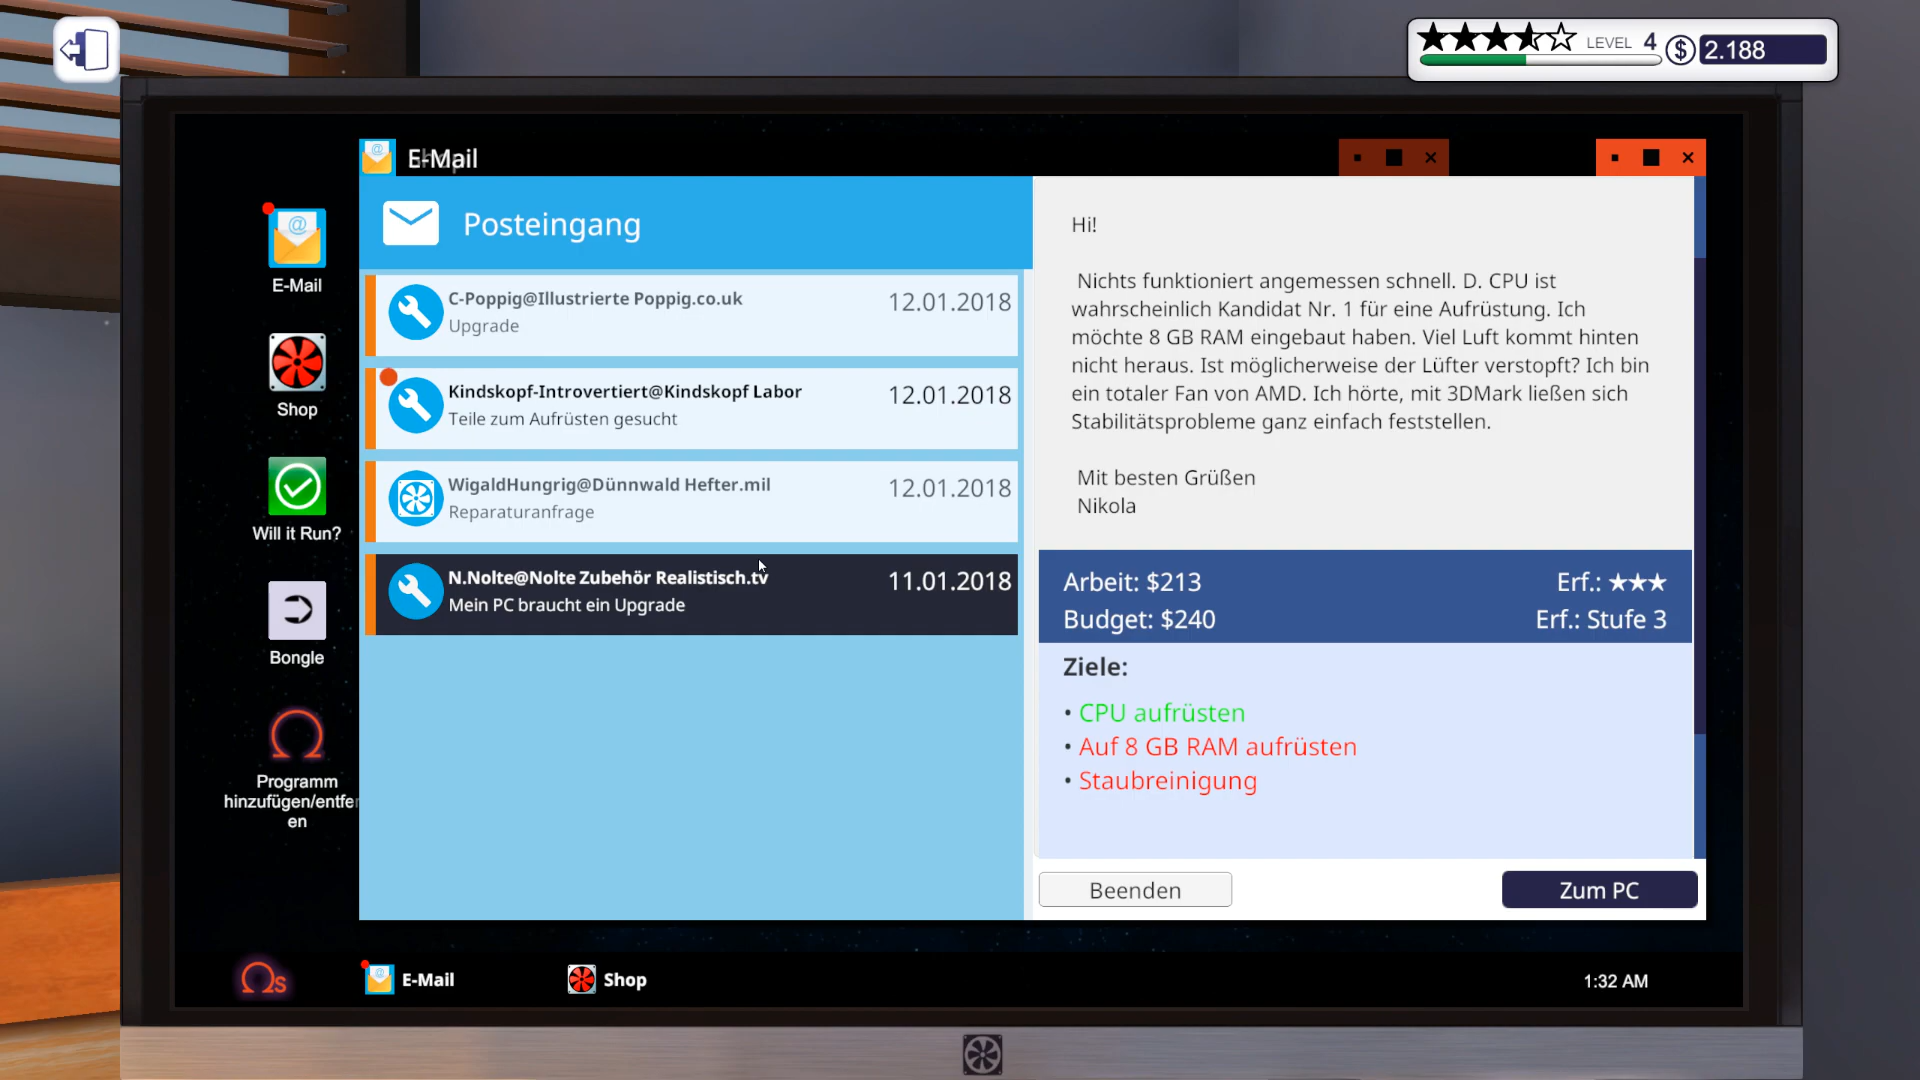 LEVEL 4
$ 2.188
E-Mail
E-Mail
Shop
Will it Run?
Bongle
Programm
hinzufügen/entfer
en
Posteingang
C-Poppig@Illustrierte Poppig.co.uk
12.01.2018
Upgrade
Kindskopf-Introvertiert@Kindskopf Labor
12.01.2018
Teile zum Aufrüsten gesucht
WigaldHungrig@Dünnwald Hefter.mil
12.01.2018
Reparaturanfrage
N.Nolte@Nolte Zubehör Realistisch.tv
11.01.2018
Mein PC braucht ein Upgrade
Hi!
Nichts funktioniert angemessen schnell. D. CPU ist
wahrscheinlich Kandidat Nr. 1 für eine Aufrüstung. Ich
möchte 8 GB RAM eingebaut haben. Viel Luft kommt hinten
nicht heraus. Ist möglicherweise der Lüfter verstopft? Ich bin
ein totaler Fan von AMD. Ich hörte, mit 3DMark ließen sich
Stabilitätsprobleme ganz einfach feststellen.
Mit besten Grüßen
Nikola
Arbeit: $213
Erf.: ★★★
Budget: $240
Erf.: Stufe 3
Ziele:
• CPU aufrüsten
• Auf 8 GB RAM aufrüsten
• Staubreinigung
Beenden
Zum PC
Ωs
E-Mail
Shop
1:32 AM